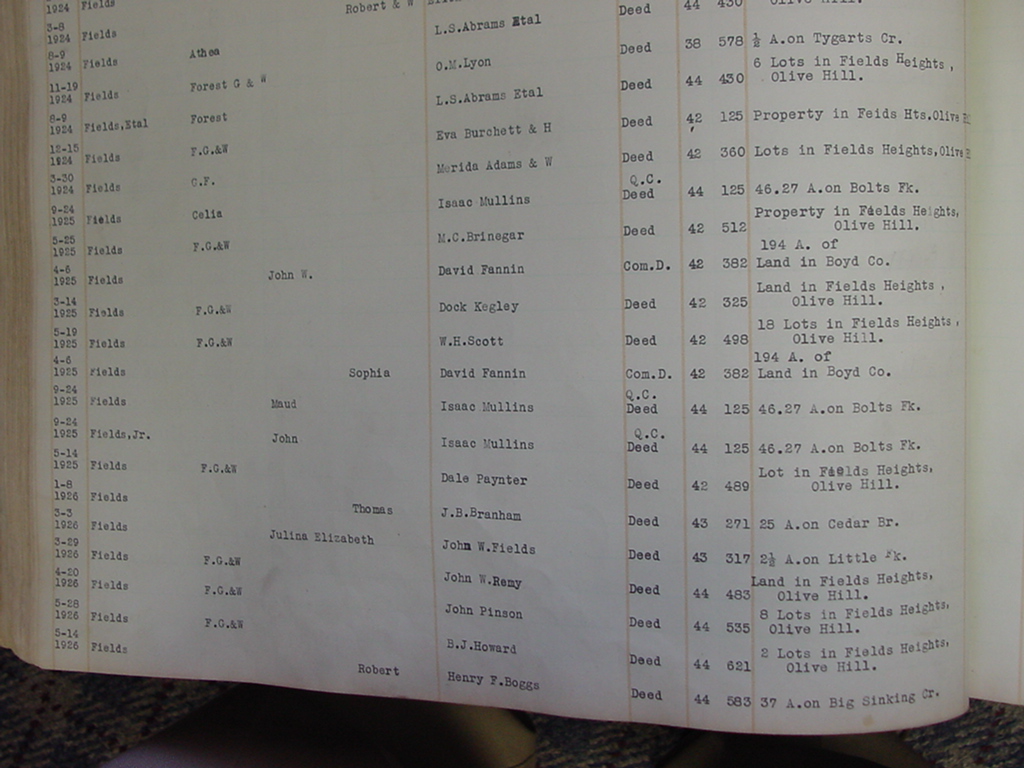 1924 Fields Robert & W Deed 44 430 Olive Hill.
3-8
1924 Fields L.S.Abrams Etal Deed 38 578 ½ A.on Tygarts Cr.
8-9 6 Lots in Fields Heights,
1924 Fields Athea O.M.Lyon Deed 44 430 Olive Hill.
11-19
1924 Fields Forest G & W L.S.Abrams Etal Deed 42 125 Property in Feids Hts.Olive
8-9
1924 Fields,Etal Forest Eva Burchett & H Deed 42 360 Lots in Fields Heights,Olive
12-15 Q.C.
1924 Fields F.G.&W Merida Adams & W Deed 44 125 46.27 A.on Bolts Fk.
3-30 Property in Fields Heights,
1924 Fields C.F. Isaac Mullins Deed 42 512 Olive Hill.
9-24 194 A. of
1925 Fields Celia M.C.Brinegar Com.D. 42 382 Land in Boyd Co.
5-25 Land in Fields Heights,
1925 Fields F.G.&W David Fannin Deed 42 325 Olive Hill.
4-6 18 Lots in Fields Heights,
1925 Fields John W. Dock Kegley Deed 42 498 Olive Hill.
3-14 194 A. of
1925 Fields F.G.&W W.H.Scott Com.D. 42 382 Land in Boyd Co.
5-19 Q.C.
1925 Fields F.G.&W David Fannin Deed 44 125 46.27 A.on Bolts Fk.
4-6 Q.C.
1925 Fields Sophia Isaac Mullins Deed 44 125 46.27 A.on Bolts Fk.
9-24 Lot in Fields Heights,
1925 Fields Maud Isaac Mullins Deed 42 489 Olive Hill.
9-24
1925 Fields,Jr. John Dale Paynter Deed 43 271 25 A.on Cedar Br.
5-14
1925 Fields F.G.&W J.B.Branham Deed 43 317 2½ A.on Little Fk.
1-8 Land in Fields Heights,
1926 Fields Thomas John W.Fields Deed 44 483 Olive Hill.
3-3 8 Lots in Fields Heights,
1926 Fields Julina Elizabeth John W.Remy Deed 44 535 Olive Hill.
3-29 2 Lots in Fields Heights,
1926 Fields F.G.&W John Pinson Deed 44 621 Olive Hill.
4-20
1926 Fields F.G.&W B.J.Howard Deed 44 583 37 A.on Big Sinking Cr.
5-28
1926 Fields F.G.&W Henry F.Boggs
5-14
1926 Fields Robert